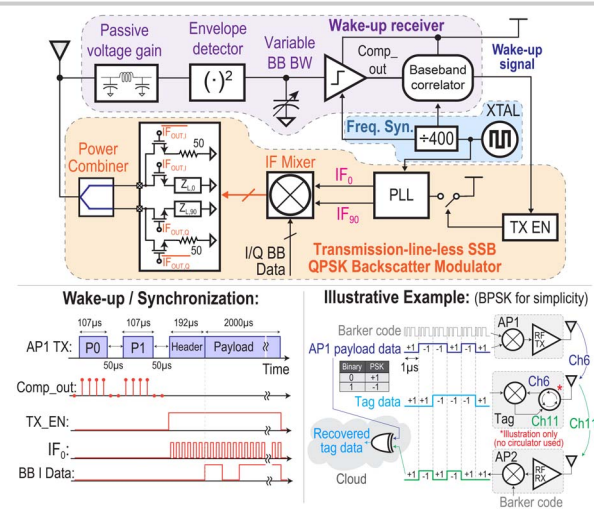 Passive
voltage gain
Envelope
detector
Variable
BB BW
Wake-up receiver
Comp_
out
Wake-up
signal
(·)²
Baseband
correlator
Freq. Syn.
÷400
XTAL
Power
Combiner
IF_OUT,I
50
IF_OUT,I
Z_L,0
Z_L,90
IF_OUT,Q
50
IF_OUT,Q
IF Mixer
IF₀
IF₉₀
PLL
TX EN
I/Q BB
Data
Transmission-line-less SSB
QPSK Backscatter Modulator
Wake-up / Synchronization:
107μs 107μs 192μs 2000μs
AP1 TX: P0 P1 Header Payload
50μs 50μs Time
Comp_out:
TX_EN:
IF₀:
BB I Data:
Illustrative Example: (BPSK for simplicity)
Barker code
AP1 payload data +1 -1 -1 +1 -1 +1
1μs
Binary PSK
0 +1
1 -1
AP1
RF
TX
Ch6
Tag data +1 +1 -1 -1 -1 +1
Ch6
*
Tag
Ch11
*Illustration only
(no circulator used)
Ch11
Recovered
tag data
Cloud
+1 -1 +1 -1 +1 +1
AP2
RF
RX
Barker code